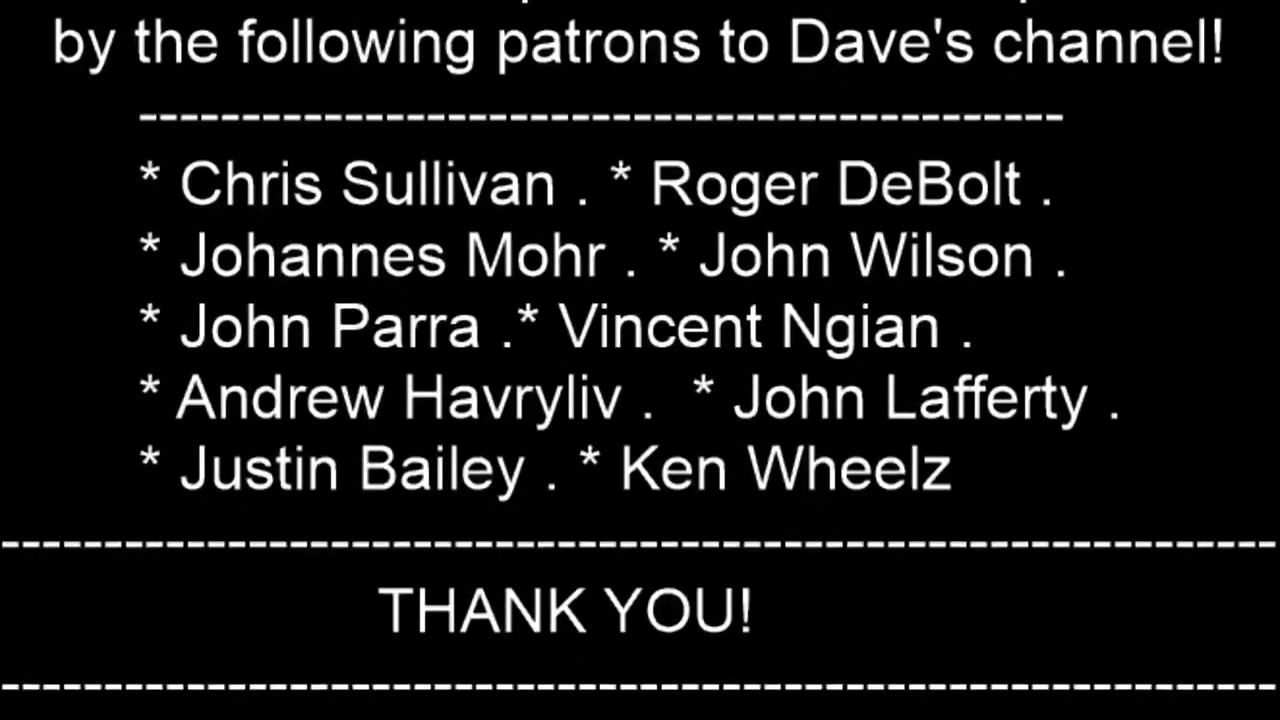 by the following patrons to Dave's channel!
---------------------------------------------
* Chris Sullivan . * Roger DeBolt .
* Johannes Mohr . * John Wilson .
* John Parra .* Vincent Ngian .
* Andrew Havryliv . * John Lafferty .
* Justin Bailey . * Ken Wheelz
---------------------------------------------------------------
THANK YOU!
---------------------------------------------------------------